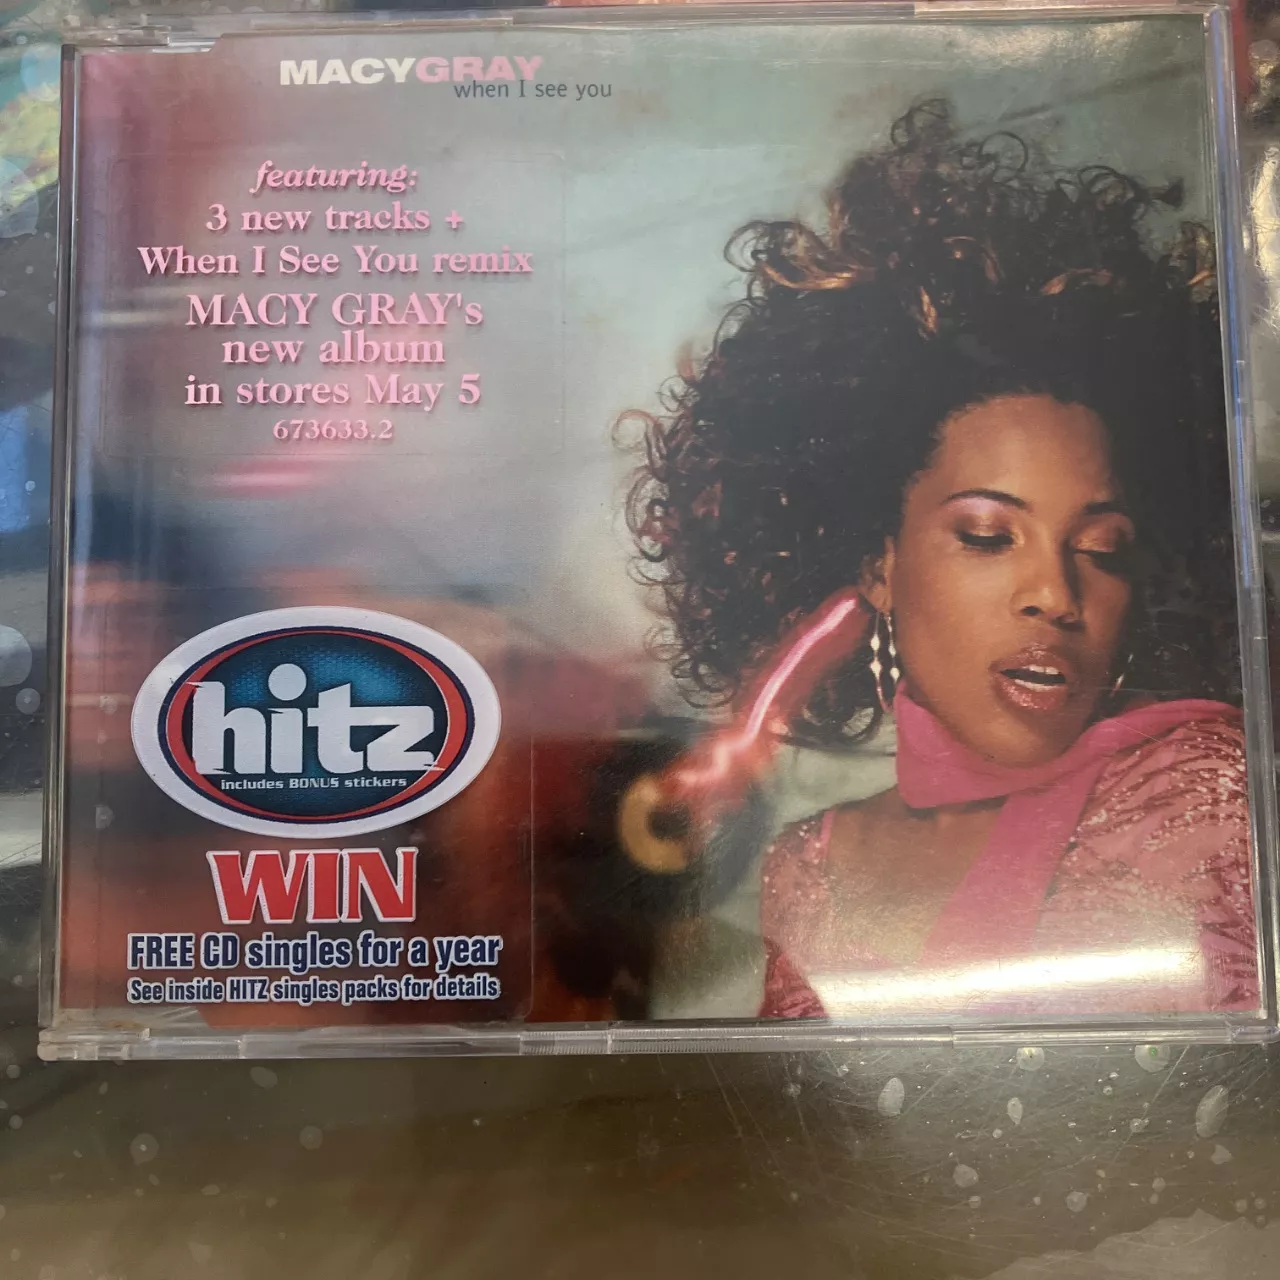 MACYGRAY
when I see you
featuring:
3 new tracks +
When I See You remix
MACY GRAY's
new album
in stores May 5
673633.2
hitz
includes BONUS stickers
WIN
FREE CD singles for a year
See inside HITZ singles packs for details